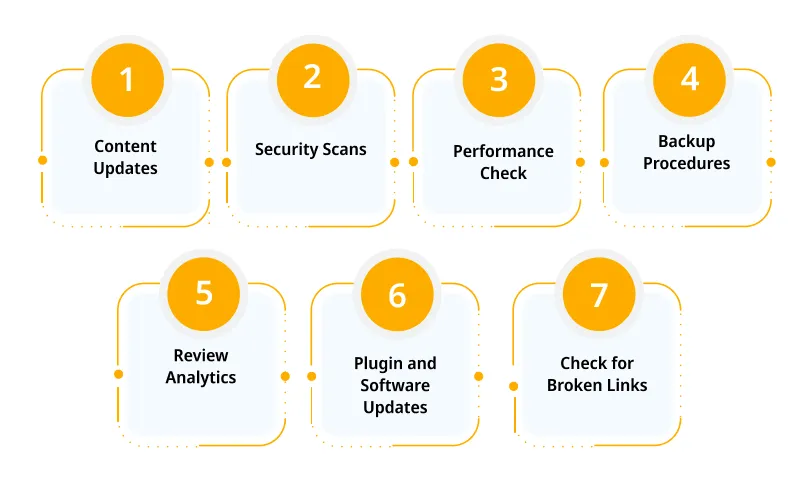 1
Content
Updates
2
Security Scans
3
Performance
Check
4
Backup
Procedures
5
Review
Analytics
6
Plugin and
Software
Updates
7
Check for
Broken Links